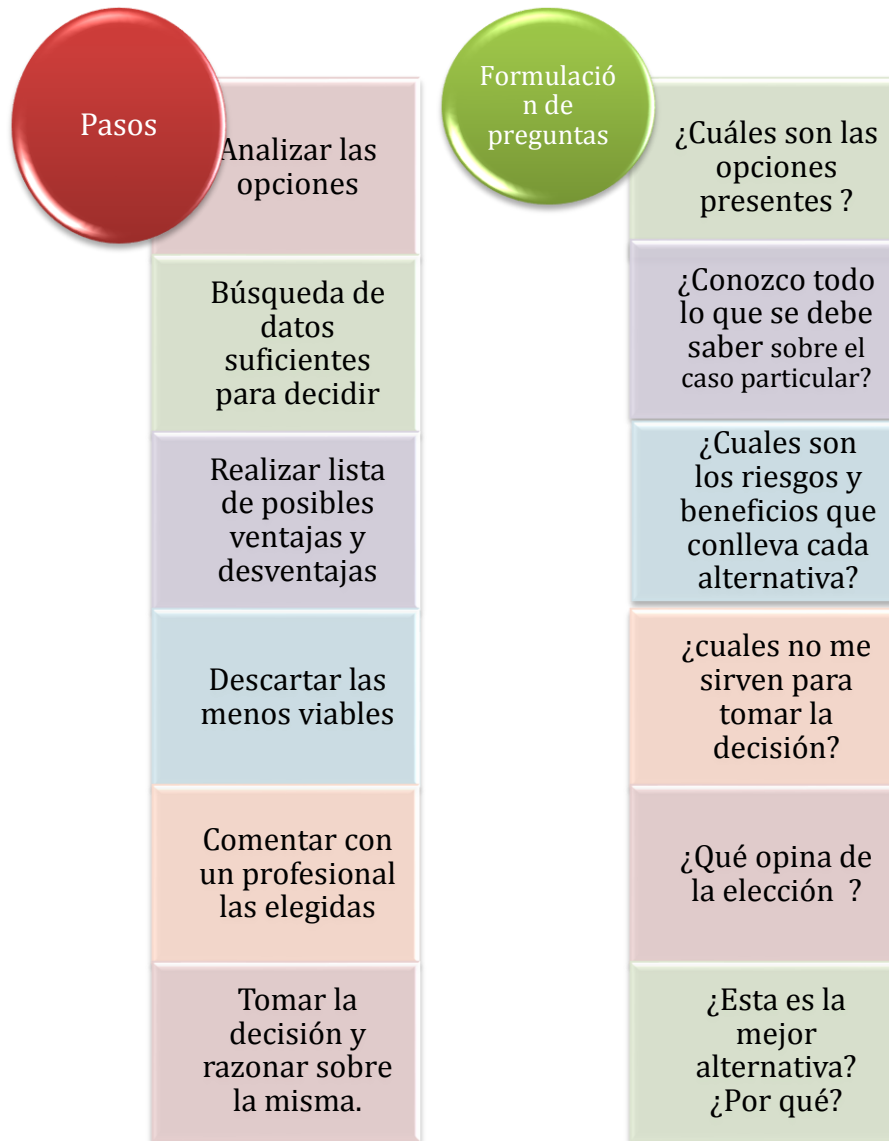 Pasos
Analizar las
opciones
Búsqueda de
datos
suficientes
para decidir
Realizar lista
de posibles
ventajas y
desventajas
Descartar las
menos viables
Comentar con
un profesional
las elegidas
Tomar la
decisión y
razonar sobre
la misma.
Formulació
n de
preguntas
¿Cuáles son las
opciones
presentes ?
¿Conozco todo
lo que se debe
saber sobre el
caso particular?
¿Cuales son
los riesgos y
beneficios que
conlleva cada
alternativa?
¿cuales no me
sirven para
tomar la
decisión?
¿Qué opina de
la elección  ?
¿Esta es la
mejor
alternativa?
¿Por qué?